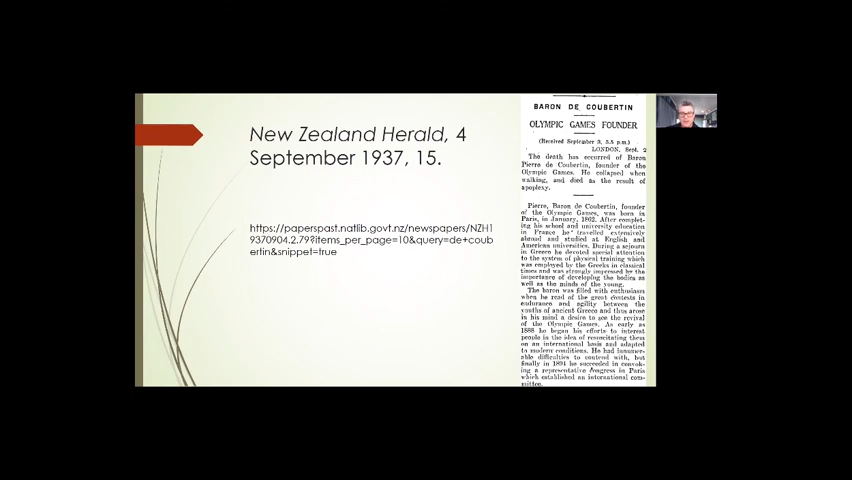 New Zealand Herald, 4
September 1937, 15.
https://paperspast.natlib.govt.nz/newspapers/NZH1
9370904.2.79?items_per_page=10&query=de+coub
ertin&snippet=true
BARON DE COUBERTIN
OLYMPIC GAMES FOUNDER
(Received September 3, 5.5 p.m.)
LONDON, Sept. 2
The death has occurred of Baron
Pierre de Coubertin, founder of the
Olympic Games. He collapsed when
walking, and died as the result of
apoplexy.
Pierre, Baron de Coubertin, founder
of the Olympic Games, was born in
Paris, in January, 1862. After complet-
ing his school and university education
in France he travelled extensively
abroad and studied at English and
American universities. During a sojourn
in Greece he devoted special attention
to the system of physical training which
was employed by the Greeks in classical
times and was strongly impressed by the
importance of developing the bodies as
well as the minds of the young.
The baron was filled with enthusiasm
when he read of the great contests in
endurance and agility between the
youths of ancient Greece and thus arose
in his mind a desire to see the revival
of the Olympic Games. As early as
1888 he began his efforts to interest
people in the idea of resuscitating them
on an international basis and adapted
to modern conditions. He had innumer-
able difficulties to contend with, but
finally in 1894 he succeeded in convok-
ing a representative congress in Paris
which established an international com-
mittee.